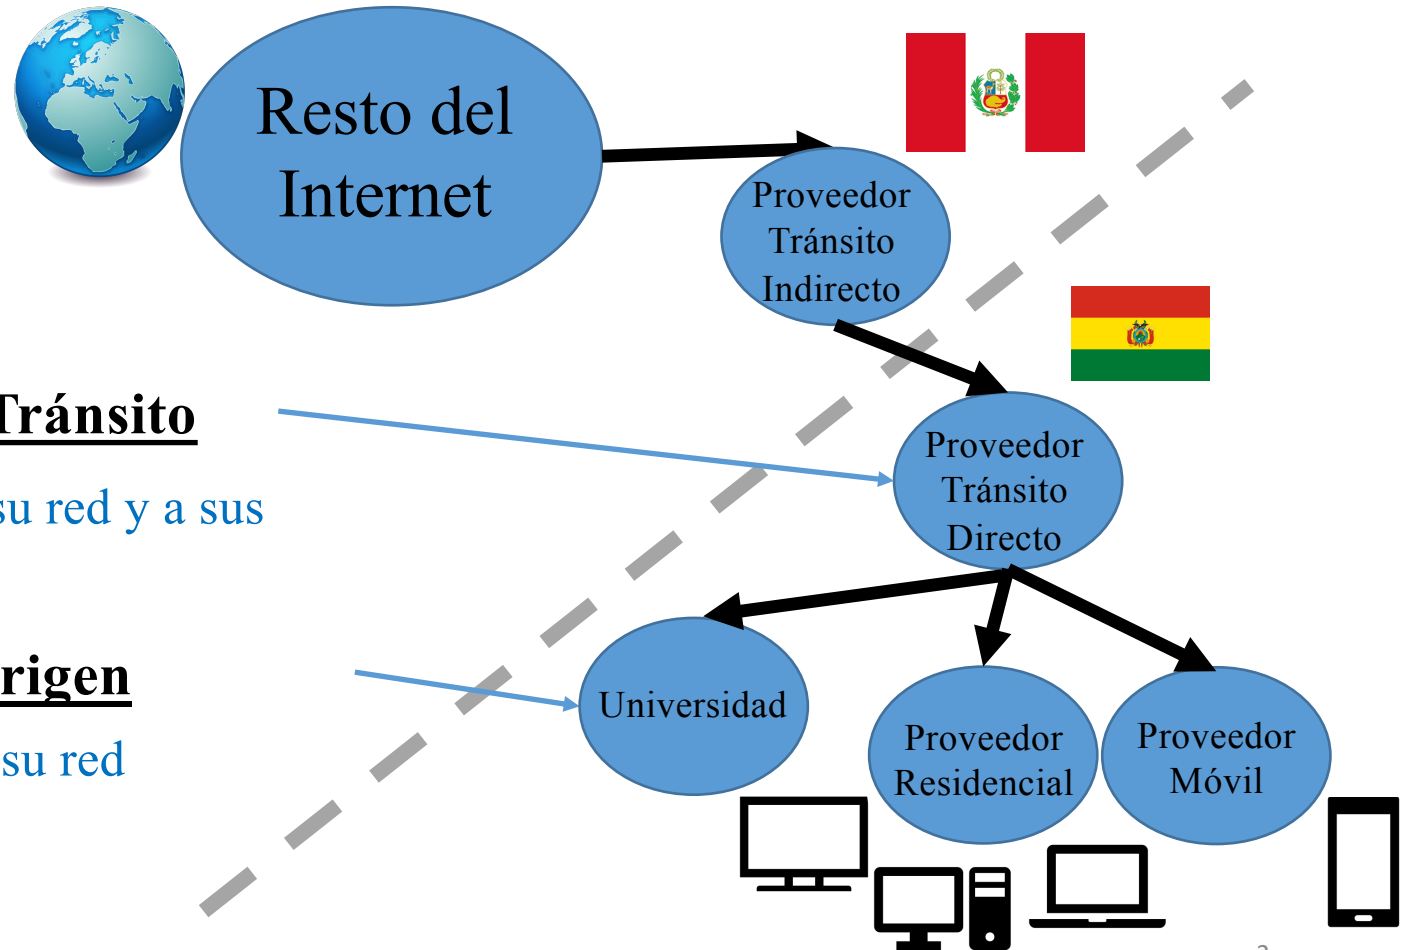 Resto del
Internet
Proveedor
Tránsito
Indirecto
Tránsito
su red y a sus
Proveedor
Tránsito
Directo
rigen
su red
Universidad
Proveedor
Residencial
Proveedor
Móvil